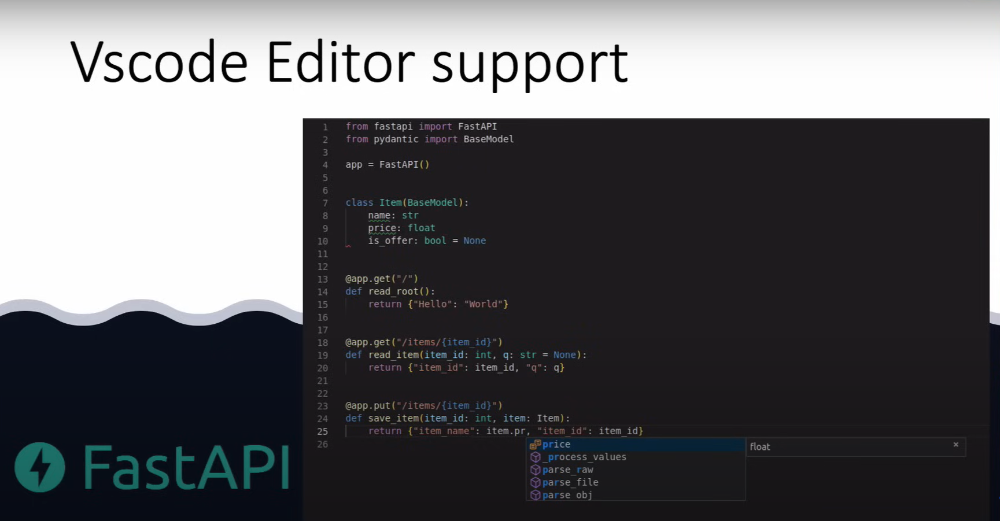 Vscode Editor support
1 from fastapi import FastAPI
2 from pydantic import BaseModel
3
4 app = FastAPI()
5
6
7 class Item(BaseModel):
8     name: str
9     price: float
10     is_offer: bool = None
11
12
13 @app.get("/")
14 def read_root():
15     return {"Hello": "World"}
16
17
18 @app.get("/items/{item_id}")
19 def read_item(item_id: int, q: str = None):
20     return {"item_id": item_id, "q": q}
21
22
23 @app.put("/items/{item_id}")
24 def save_item(item_id: int, item: Item):
25     return {"item_name": item.pr, "item_id": item_id}
26
price
float ×
_process_values
parse_raw
parse_file
parse_obj
FastAPI